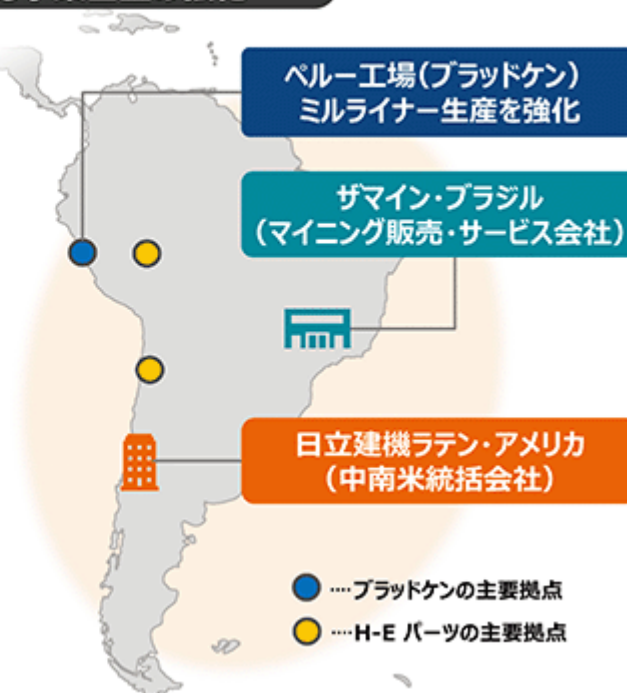 ペルー工場(ブラッドケン)
ミルライナー生産を強化
ザマイン・ブラジル
(マイニング販売・サービス会社)
日立建機ラテン・アメリカ
(中南米統括会社)
····ブラッドケンの主要拠点
····H-E パーツの主要拠点